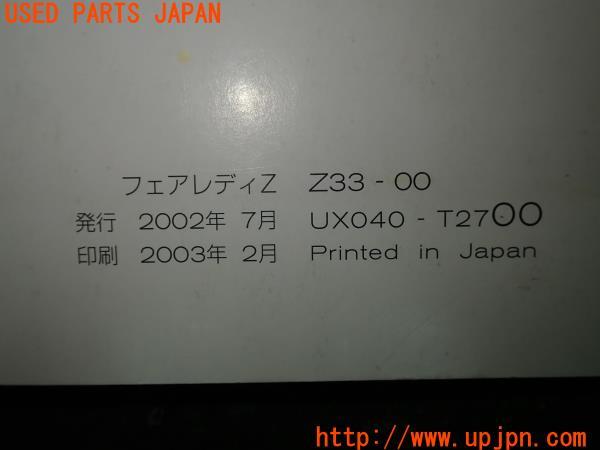 USED PARTS JAPAN
フェアレディZ Z33 - 00
発行 2002年 7月 UX040 - T2700
印刷 2003年 2月 Printed in Japan
http://www.upjpn.com